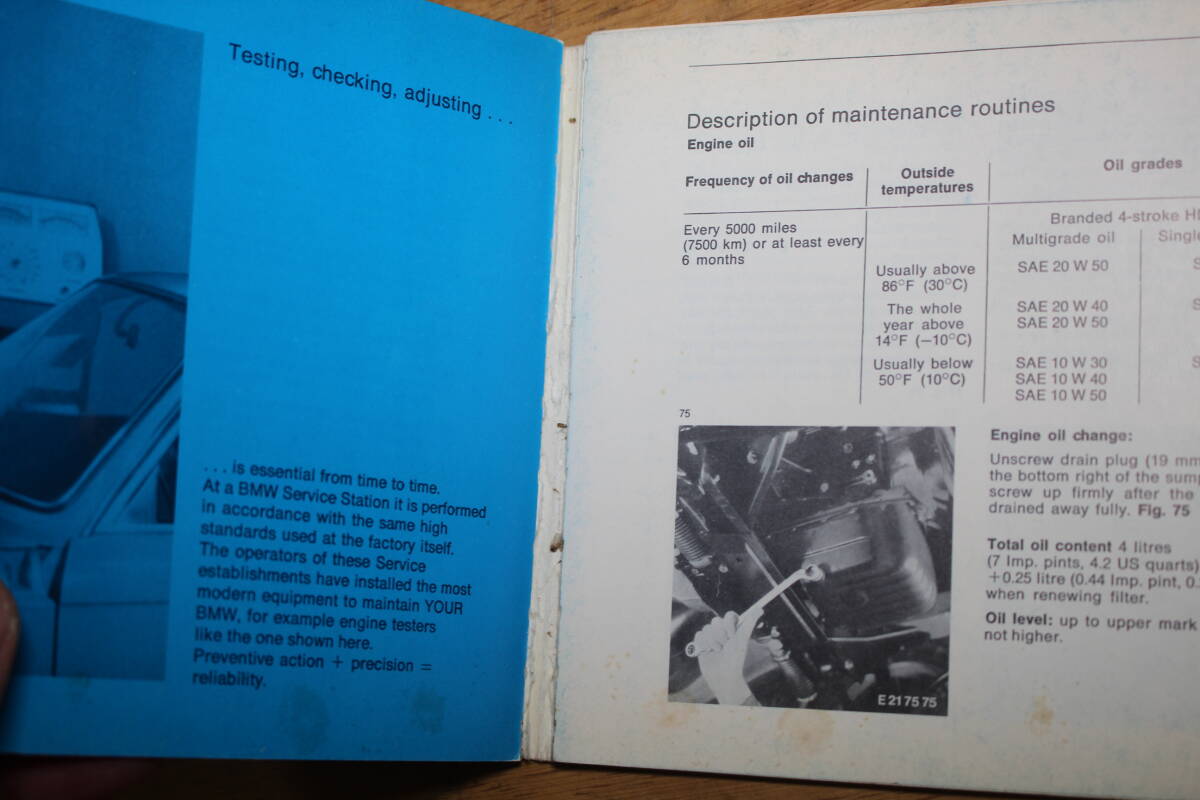 Testing, checking, adjusting . . .
. . . is essential from time to time.
At a BMW Service Station it is performed
in accordance with the same high
standards used at the factory itself.
The operators of these Service
establishments have installed the most
modern equipment to maintain YOUR
BMW, for example engine testers
like the one shown here.
Preventive action + precision =
reliability.
Description of maintenance routines
Engine oil
Frequency of oil changes
Outside
temperatures
Oil grades
Every 5000 miles
(7500 km) or at least every
6 months
Branded 4-stroke
Multigrade oil
Usually above
86°F (30°C)
SAE 20 W 50
The whole
year above
14°F (−10°C)
SAE 20 W 40
SAE 20 W 50
Usually below
50°F (10°C)
SAE 10 W 30
SAE 10 W 40
SAE 10 W 50
75
E 217575
Engine oil change:
Unscrew drain plug (19 mm
the bottom right of the
screw up firmly after the
drained away fully. Fig. 75
Total oil content 4 litres
(7 Imp. pints, 4.2 US quarts)
+0.25 litre (0.44 Imp. pint,
when renewing filter.
Oil level: up to upper mark
not higher.